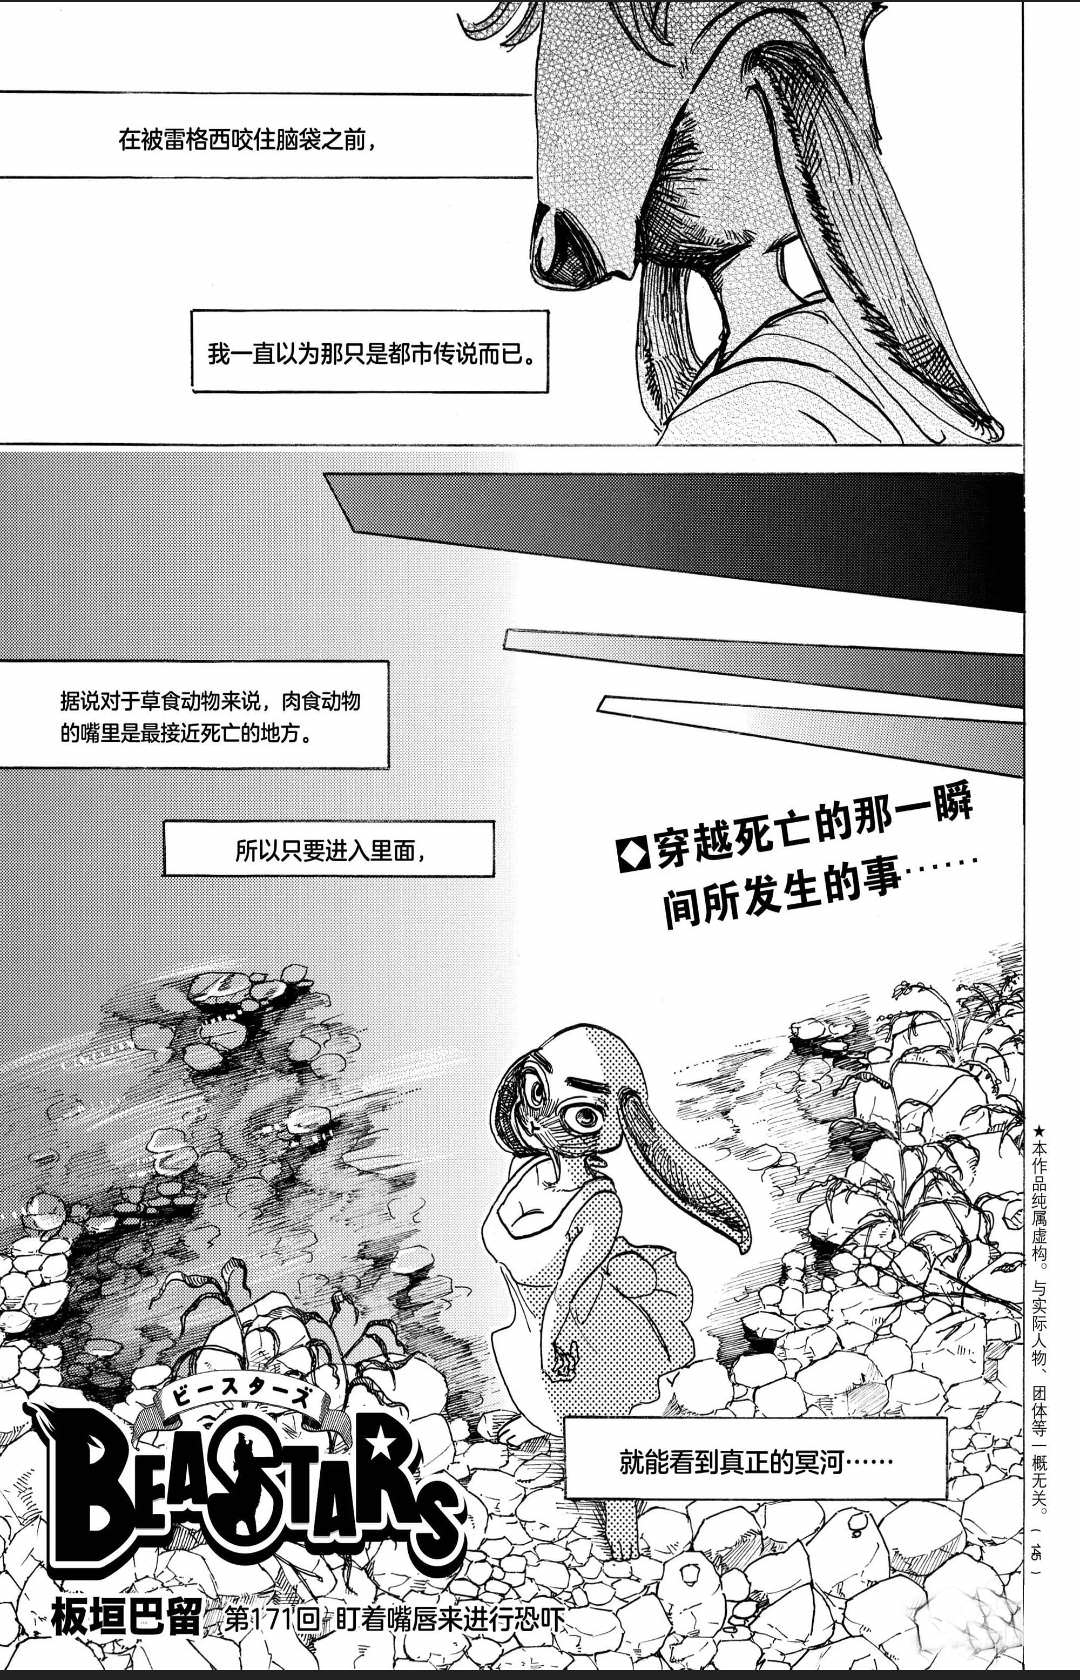 在被雷格西咬住脑袋之前，
我一直以为那只是都市传说而已。
据说对于草食动物来说，肉食动物
的嘴里是最接近死亡的地方。
所以只要进入里面，
穿越死亡的那一瞬
间所发生的事……
就能看到真正的冥河……
ビースターズ
BEASTARS
板垣巴留 第171回 盯着嘴唇来进行恐吓
★本作品纯属虚构。与实际人物、团体等一概无关。